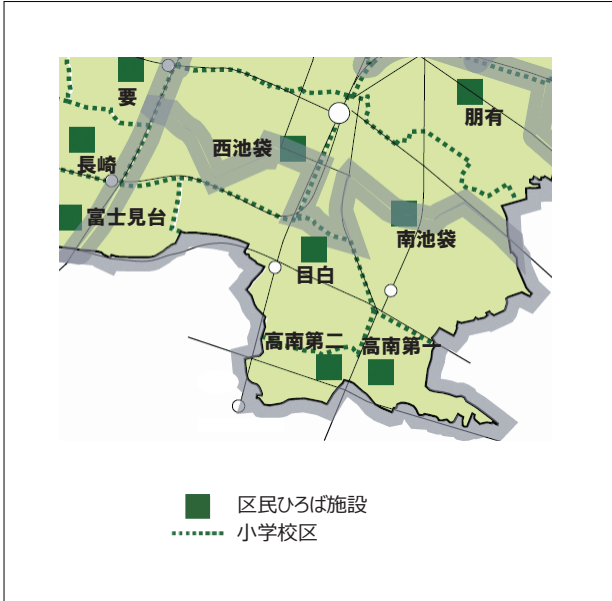 要
朋有
西池袋
長崎
富士見台
南池袋
目白
高南第二
高南第一
区民ひろば施設
小学校区